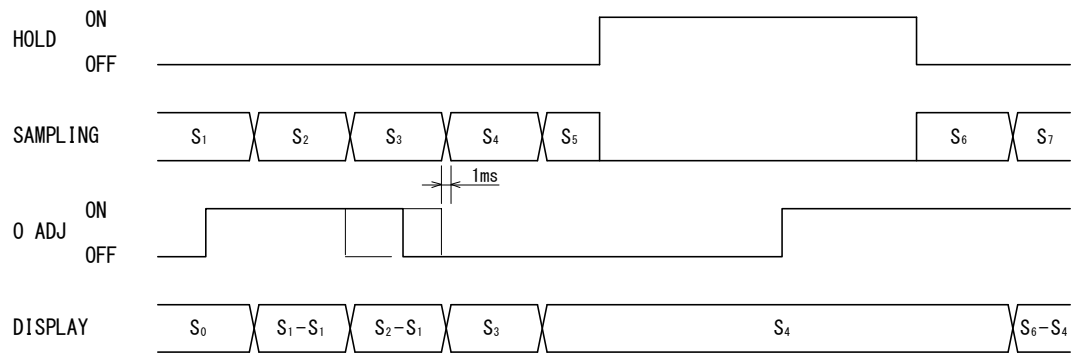 ON
HOLD
OFF
SAMPLING S₁ S₂ S₃ S₄ S₅ S₆ S₇
1ms
ON
0 ADJ
OFF
DISPLAY S₀ S₁−S₁ S₂−S₁ S₃ S₄ S₆−S₄